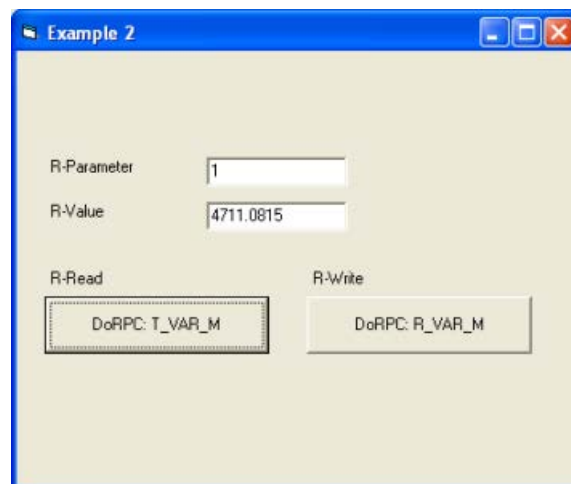 Example 2
R-Parameter 1
R-Value 4711.0815
R-Read R-Write
DoRPC: T_VAR_M DoRPC: R_VAR_M